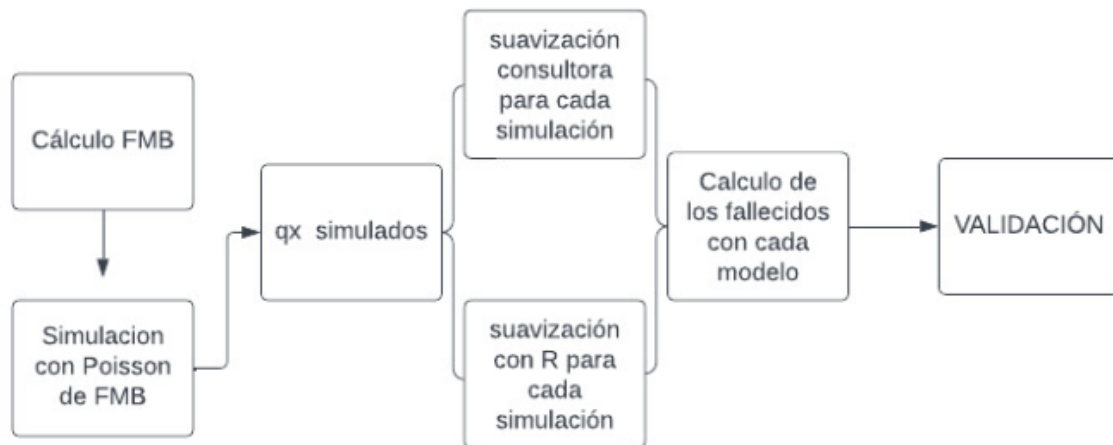 Cálculo FMB
Simulacion
con Poisson
de FMB
qx simulados
suavización
consultora
para cada
simulación
suavización
con R para
cada
simulación
Calculo de
los fallecidos
con cada
modelo
VALIDACIÓN